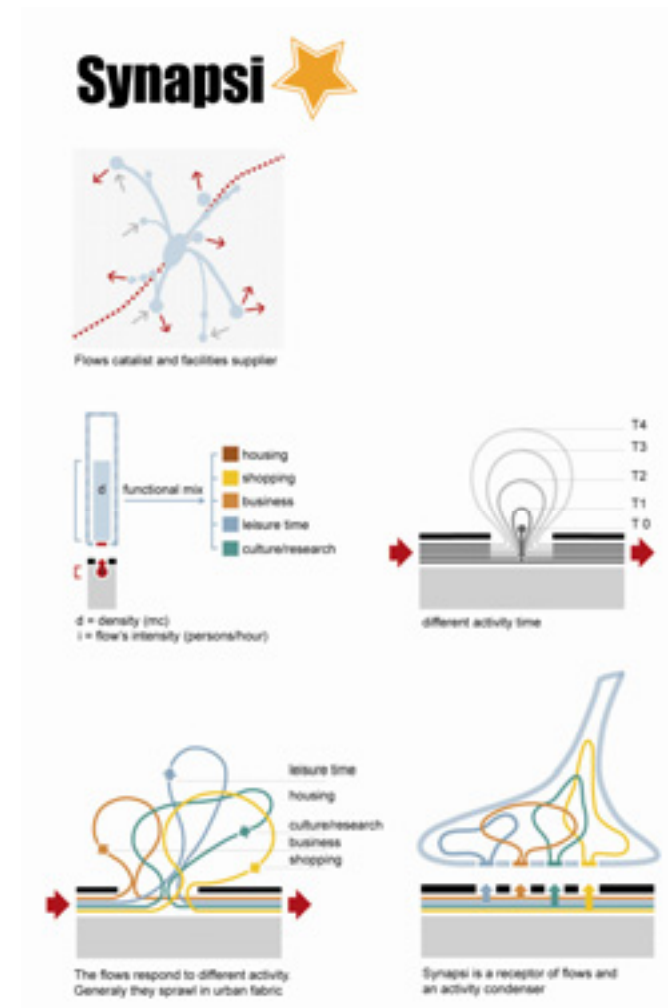 Synapsi
Flows catalist and facilities supplier
d
functional mix
housing
shopping
business
leisure time
culture/research
d = density (mc)
i = flow's intensity (persons/hour)
T4
T3
T2
T1
T 0
different activity time
leisure time
housing
culture/research
business
shopping
The flows respond to different activity.
Generaly they sprawl in urban fabric
Synapsi is a receptor of flows and
an activity condenser